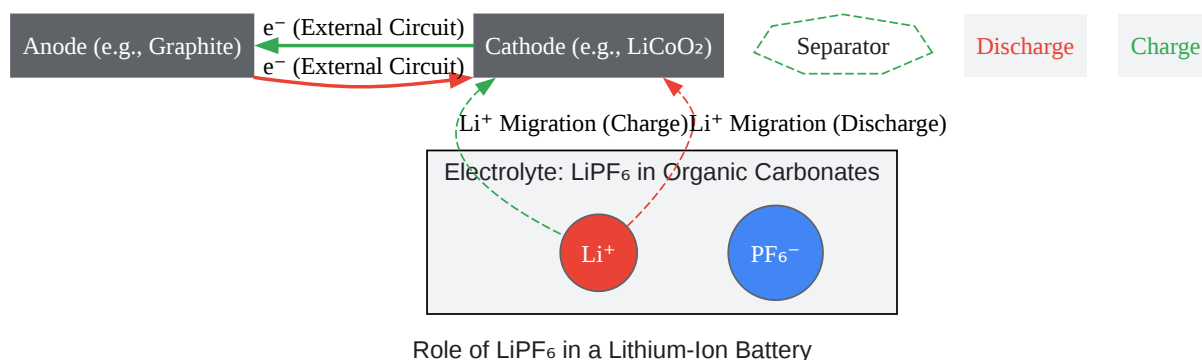 e⁻ (External Circuit)
Anode (e.g., Graphite)
Cathode (e.g., LiCoO₂)
Separator
Discharge
Charge
e⁻ (External Circuit)
Li⁺ Migration (Charge)
Li⁺ Migration (Discharge)
Electrolyte: LiPF₆ in Organic Carbonates
Li⁺
PF₆⁻
Role of LiPF₆ in a Lithium-Ion Battery